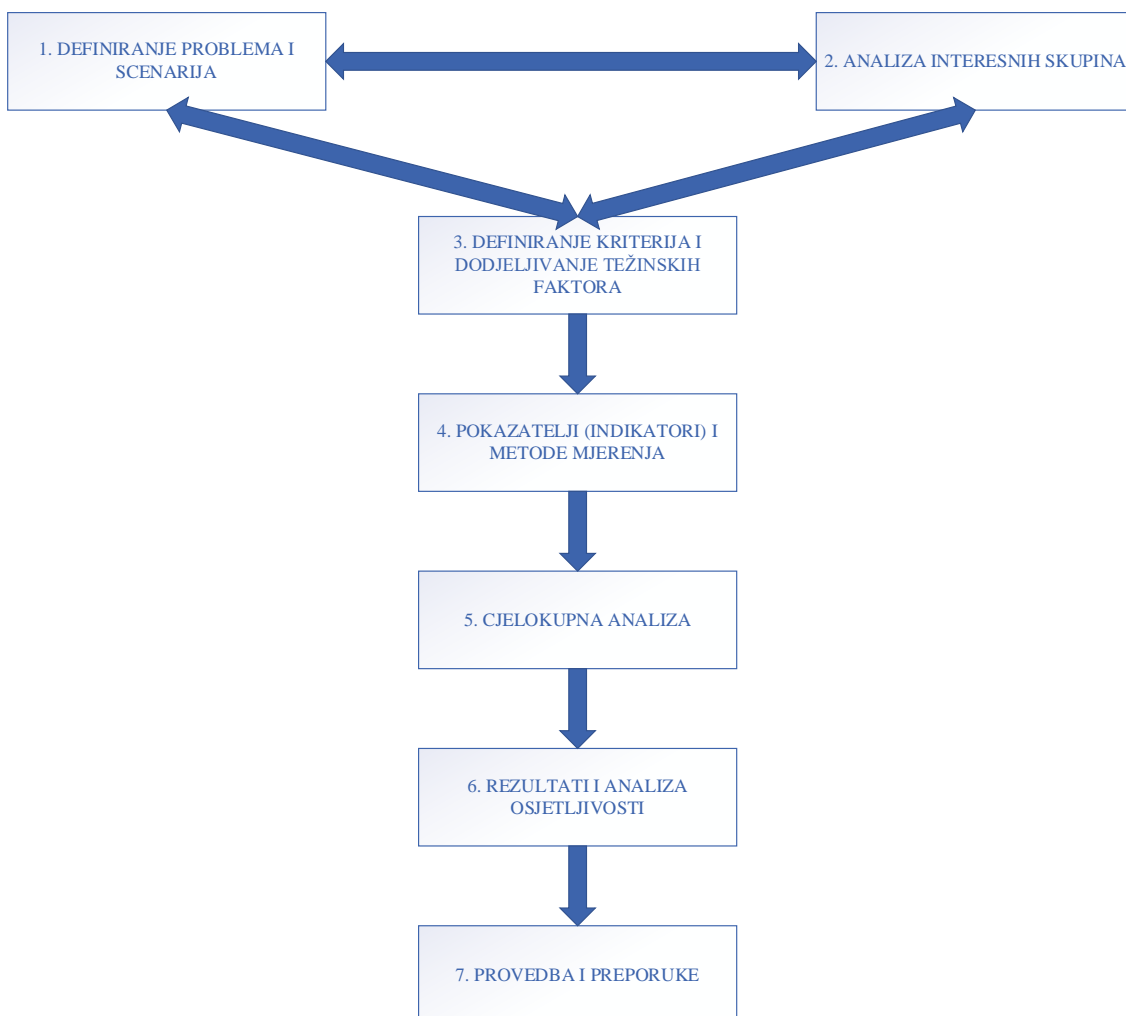 1. DEFINIRANJE PROBLEMA I
SCENARIJA
2. ANALIZA INTERESNIH SKUPINA
3. DEFINIRANJE KRITERIJA I
DODJELJIVANJE TEŽINSKIH
FAKTORA
4. POKAZATELJI (INDIKATORI) I
METODE MJERENJA
5. CJELOKUPNA ANALIZA
6. REZULTATI I ANALIZA
OSJETLJIVOSTI
7. PROVEDBA I PREPORUKE